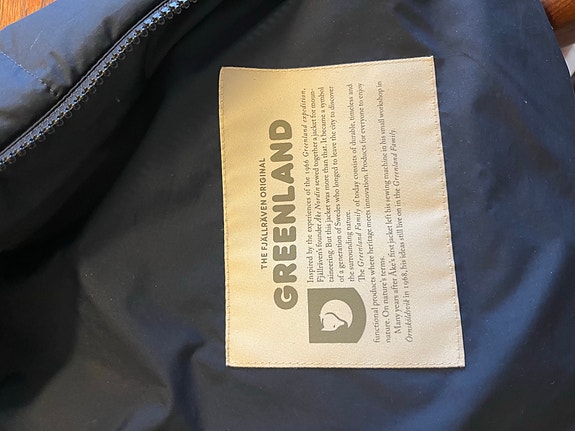 THE FJÄLLRÄVEN ORIGINAL
GREENLAND
Inspired by the experiences of the 1966 Greenland expedition,
Fjällräven's founder Åke Nordin sewed together a jacket for moun-
taineering. But this jacket was more than that. It became a symbol
of a generation of Swedes who longed to leave the city to discover
the surrounding nature.
The Greenland Family of today consists of durable, timeless and
functional products where heritage meets innovation. Products for everyone to enjoy
nature. On nature's terms.
Many years after Åke's first jacket left his sewing machine in his small workshop in
Örnsköldsvik in 1968, his ideas still live on in the Greenland Family.